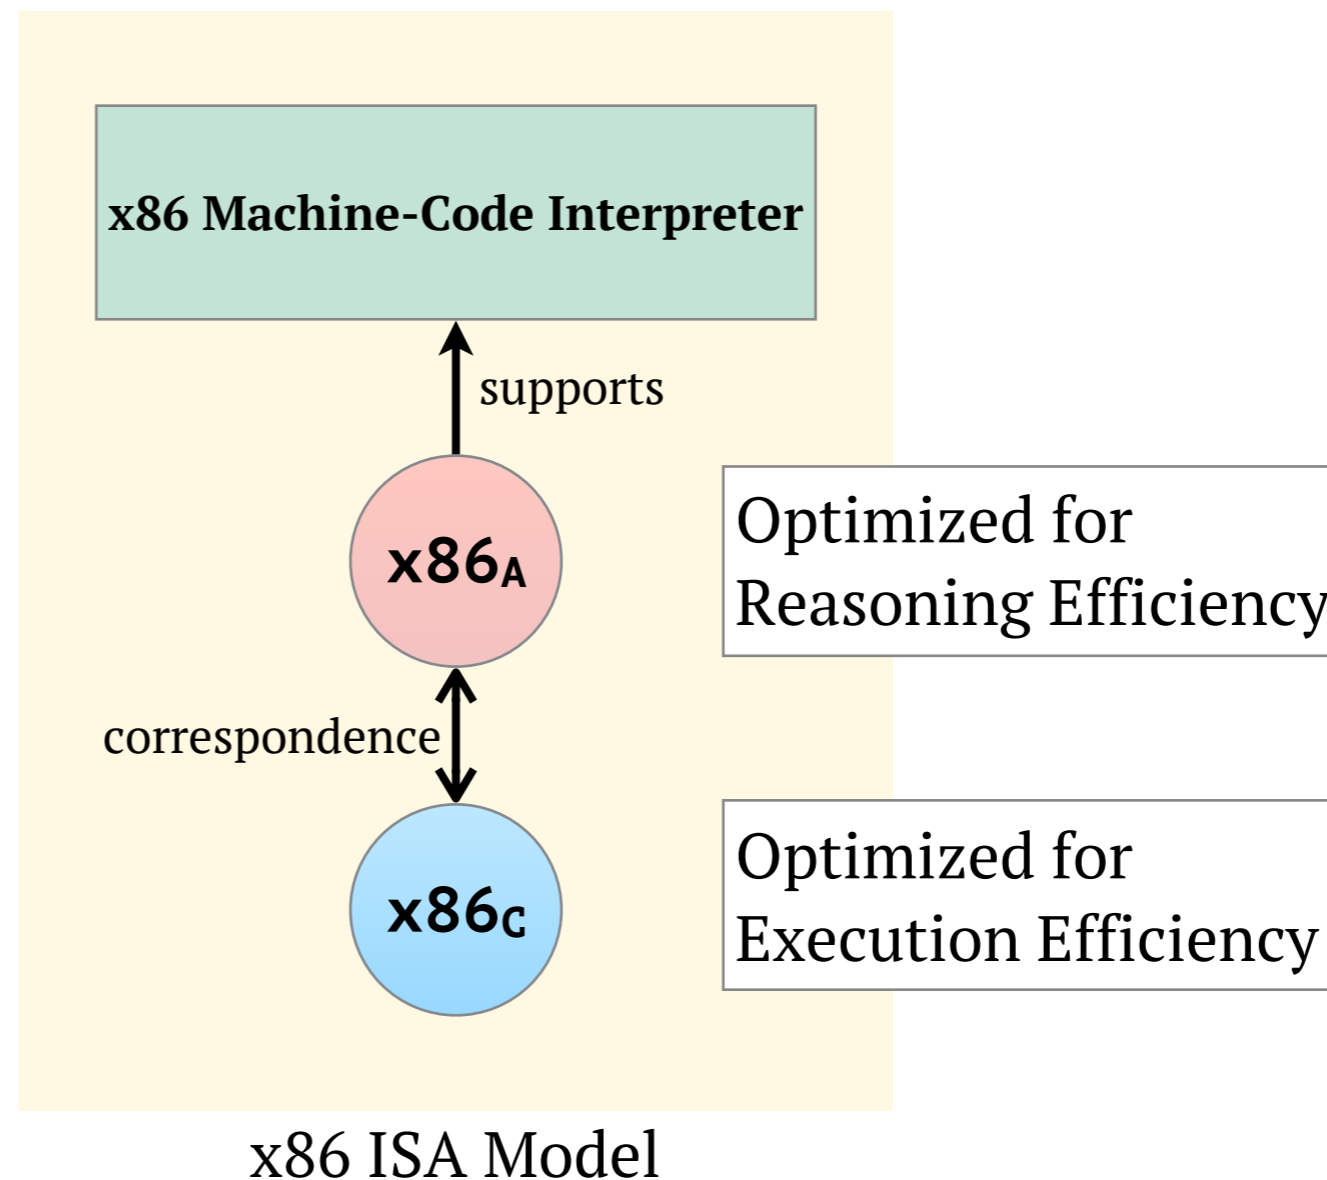 x86 Machine-Code Interpreter
supports
x86A
Optimized for
Reasoning Efficiency
correspondence
x86C
Optimized for
Execution Efficiency
x86 ISA Model